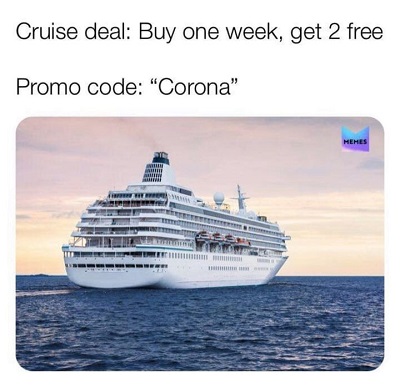 Cruise deal: Buy one week, get 2 free
Promo code: “Corona”
MEMES